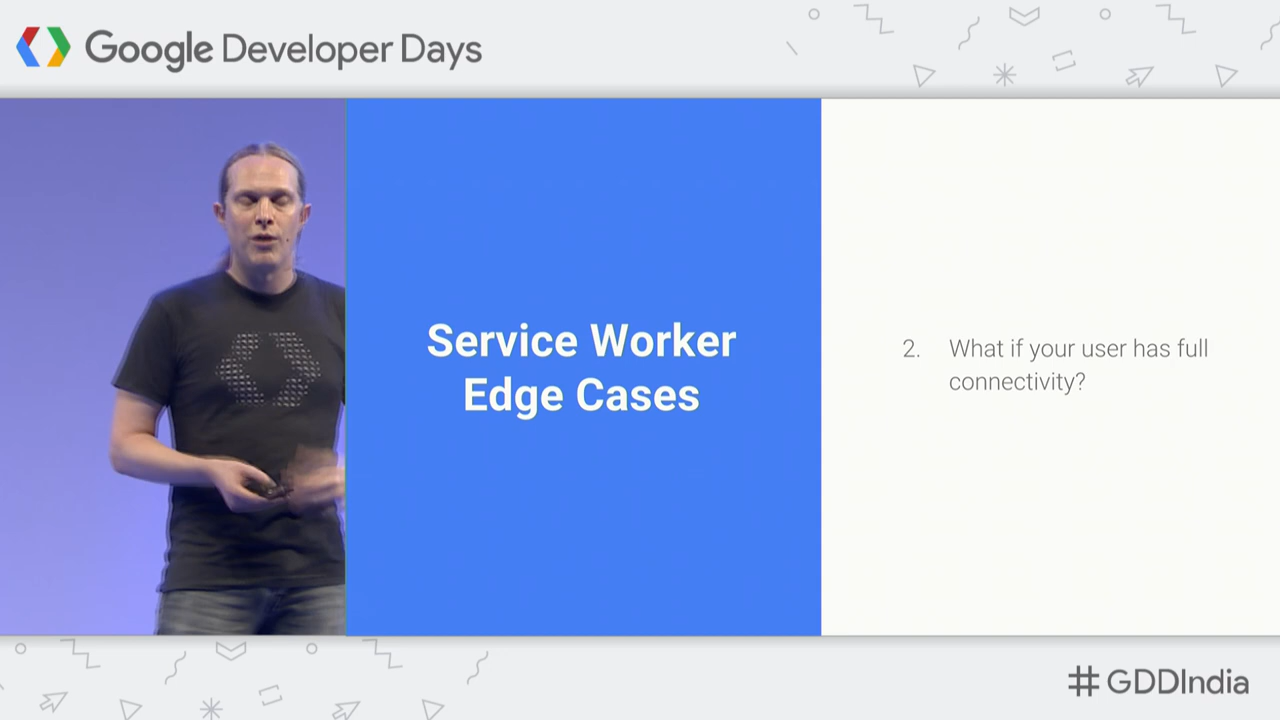 Google Developer Days
Service Worker
Edge Cases
2. What if your user has full
connectivity?
#GDDIndia